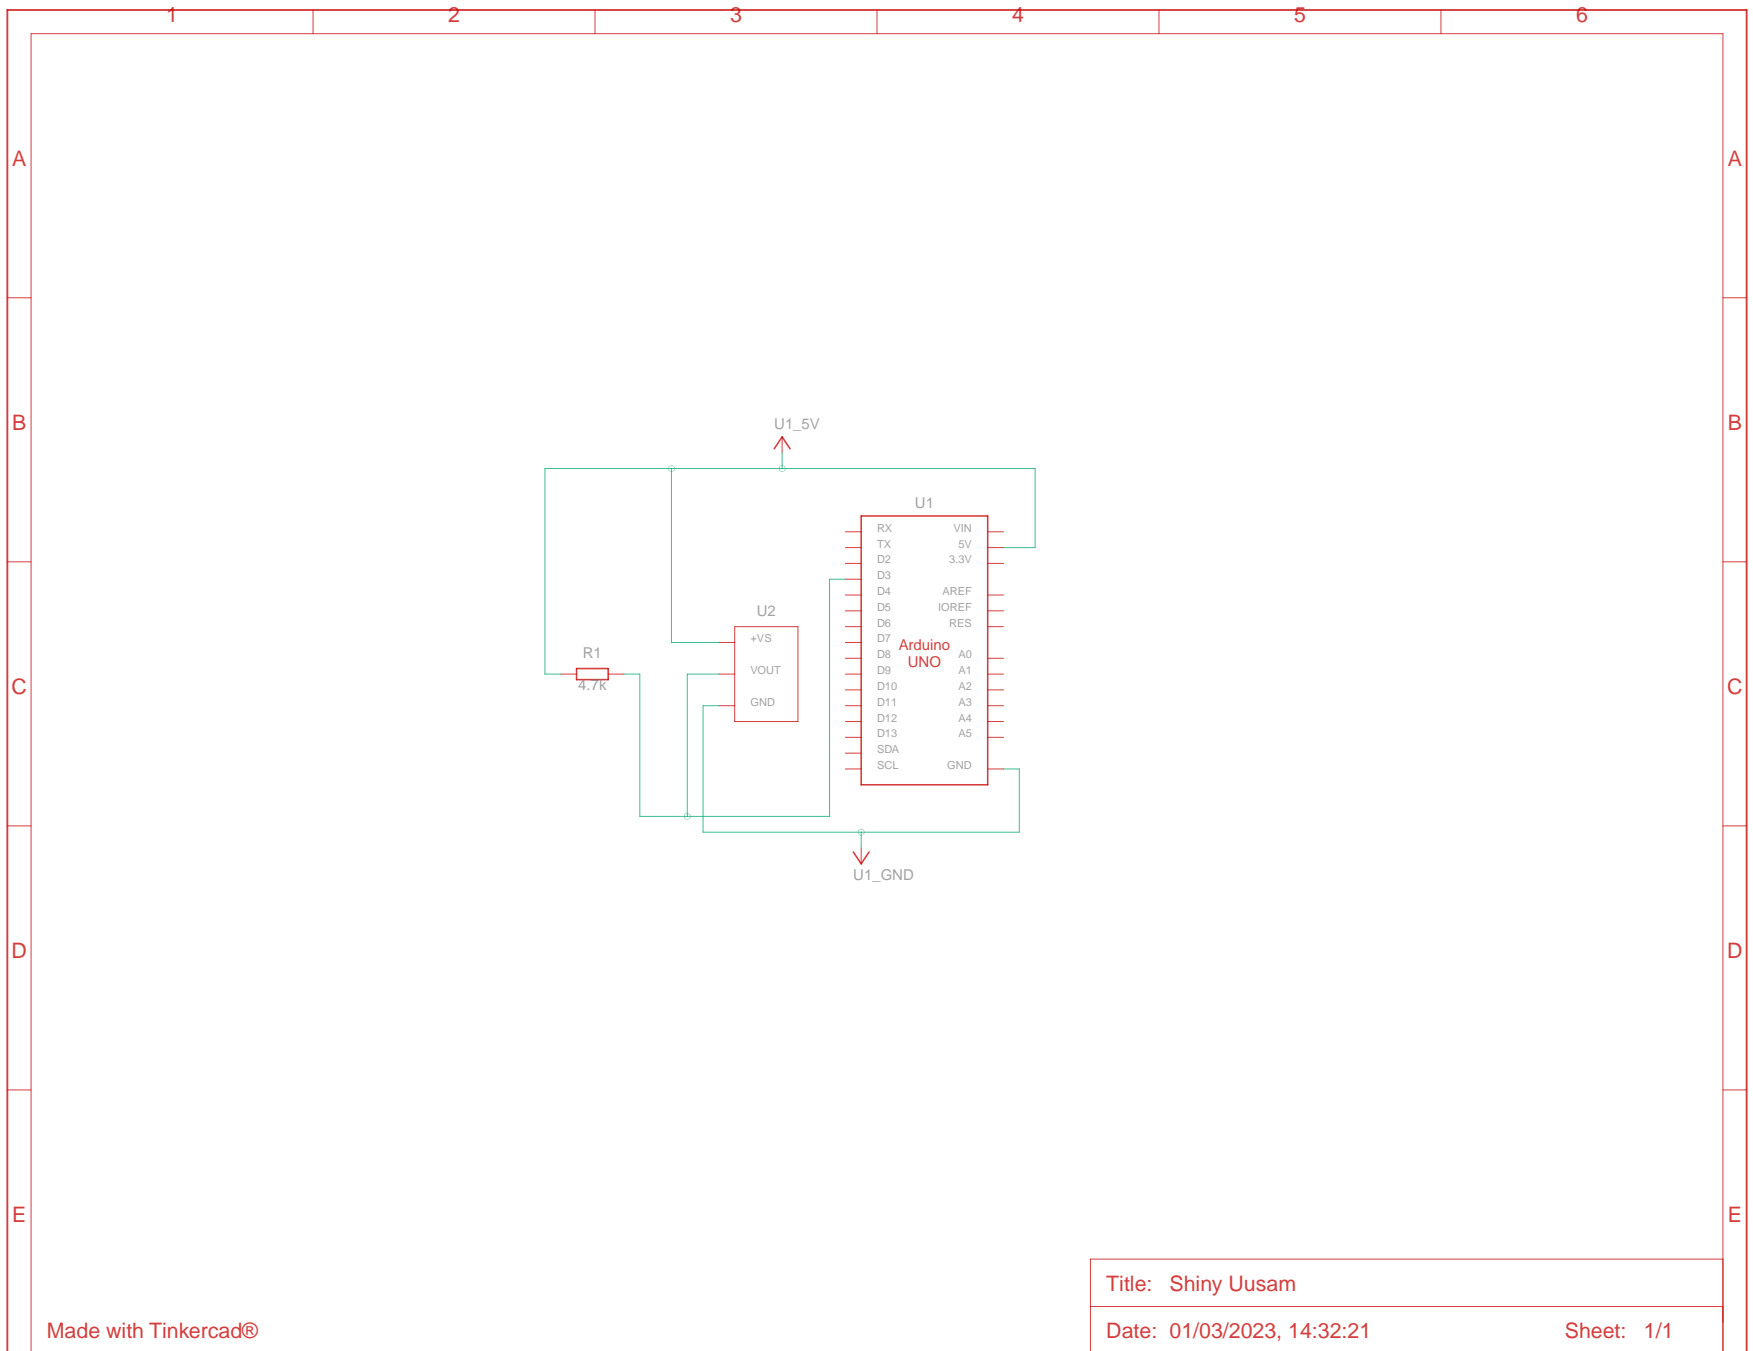 1 2 3 4 5 6
A A
B B
U1_5V
U1
RX VIN
TX 5V
D2 3.3V
D3
D4 AREF
D5 IOREF
D6 RES
D7
Arduino
UNO
D8 A0
D9 A1
D10 A2
D11 A3
D12 A4
D13 A5
SDA
SCL GND
U2
+VS
VOUT
GND
R1
4.7k
C C
U1_GND
D D
E E
Title: Shiny Uusam
Made with Tinkercad®
Date: 01/03/2023, 14:32:21 Sheet: 1/1